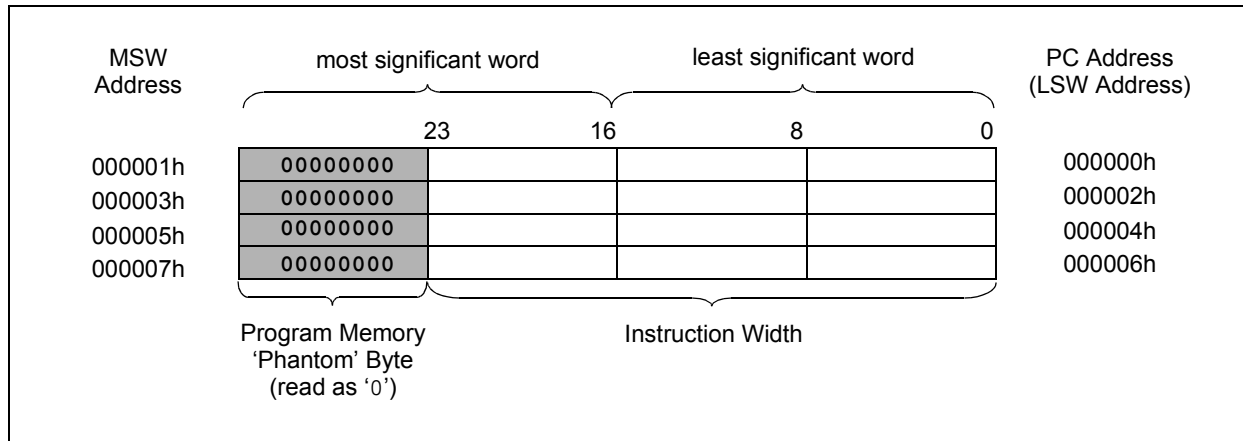 MSW
Address
most significant word
least significant word
PC Address
(LSW Address)
23
16
8
0
000001h
00000000
000000h
000003h
00000000
000002h
000005h
00000000
000004h
000007h
00000000
000006h
Program Memory
‘Phantom’ Byte
(read as ‘0’)
Instruction Width